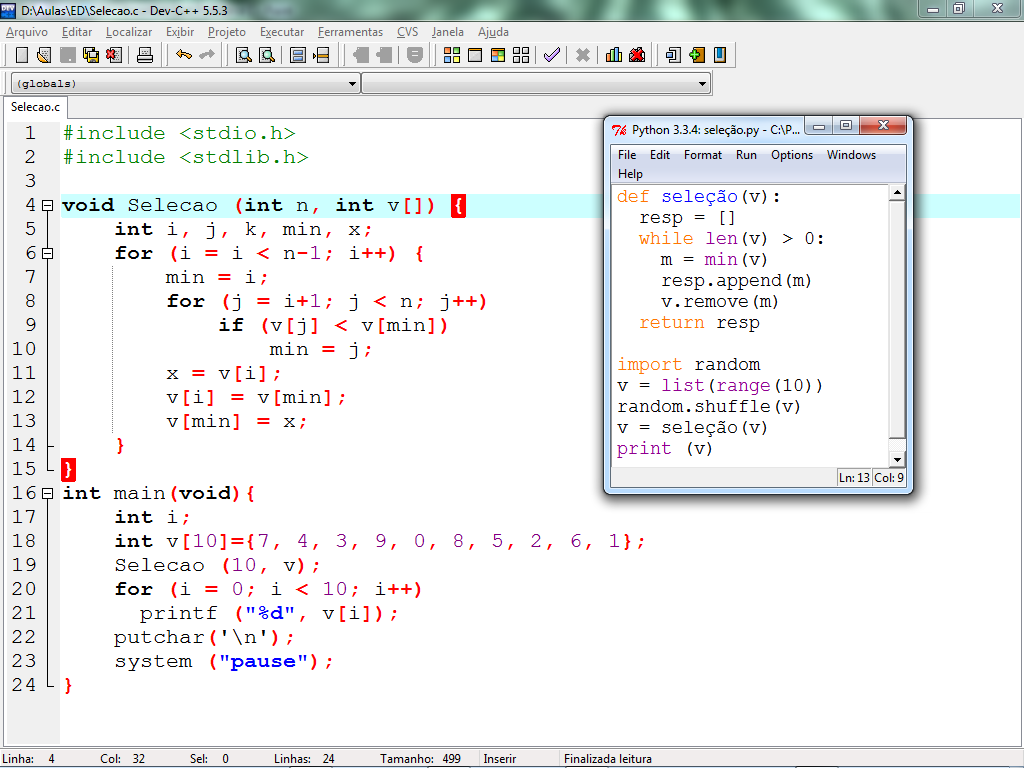 D:\Aulas\ED\Selecao.c - Dev-C++ 5.5.3
Arquivo Editar Localizar Exibir Projeto Executar Ferramentas CVS Janela Ajuda
(globals)
Selecao.c
1 #include <stdio.h>
2 #include <stdlib.h>
3
4 void Selecao (int n, int v[]) {
5 int i, j, k, min, x;
6 for (i = i < n-1; i++) {
7 min = i;
8 for (j = i+1; j < n; j++)
9 if (v[j] < v[min])
10 min = j;
11 x = v[i];
12 v[i] = v[min];
13 v[min] = x;
14 }
15 }
16 int main(void){
17 int i;
18 int v[10]={7, 4, 3, 9, 0, 8, 5, 2, 6, 1};
19 Selecao (10, v);
20 for (i = 0; i < 10; i++)
21 printf ("%d", v[i]);
22 putchar('\n');
23 system ("pause");
24 }
Python 3.3.4: seleção.py - C:\P...
File Edit Format Run Options Windows
Help
def seleção(v):
resp = []
while len(v) > 0:
m = min(v)
resp.append(m)
v.remove(m)
return resp
import random
v = list(range(10))
random.shuffle(v)
v = seleção(v)
print (v)
Ln: 13 Col: 9
Linha: 4 Col: 32 Sel: 0 Linhas: 24 Tamanho: 499 Inserir Finalizada leitura